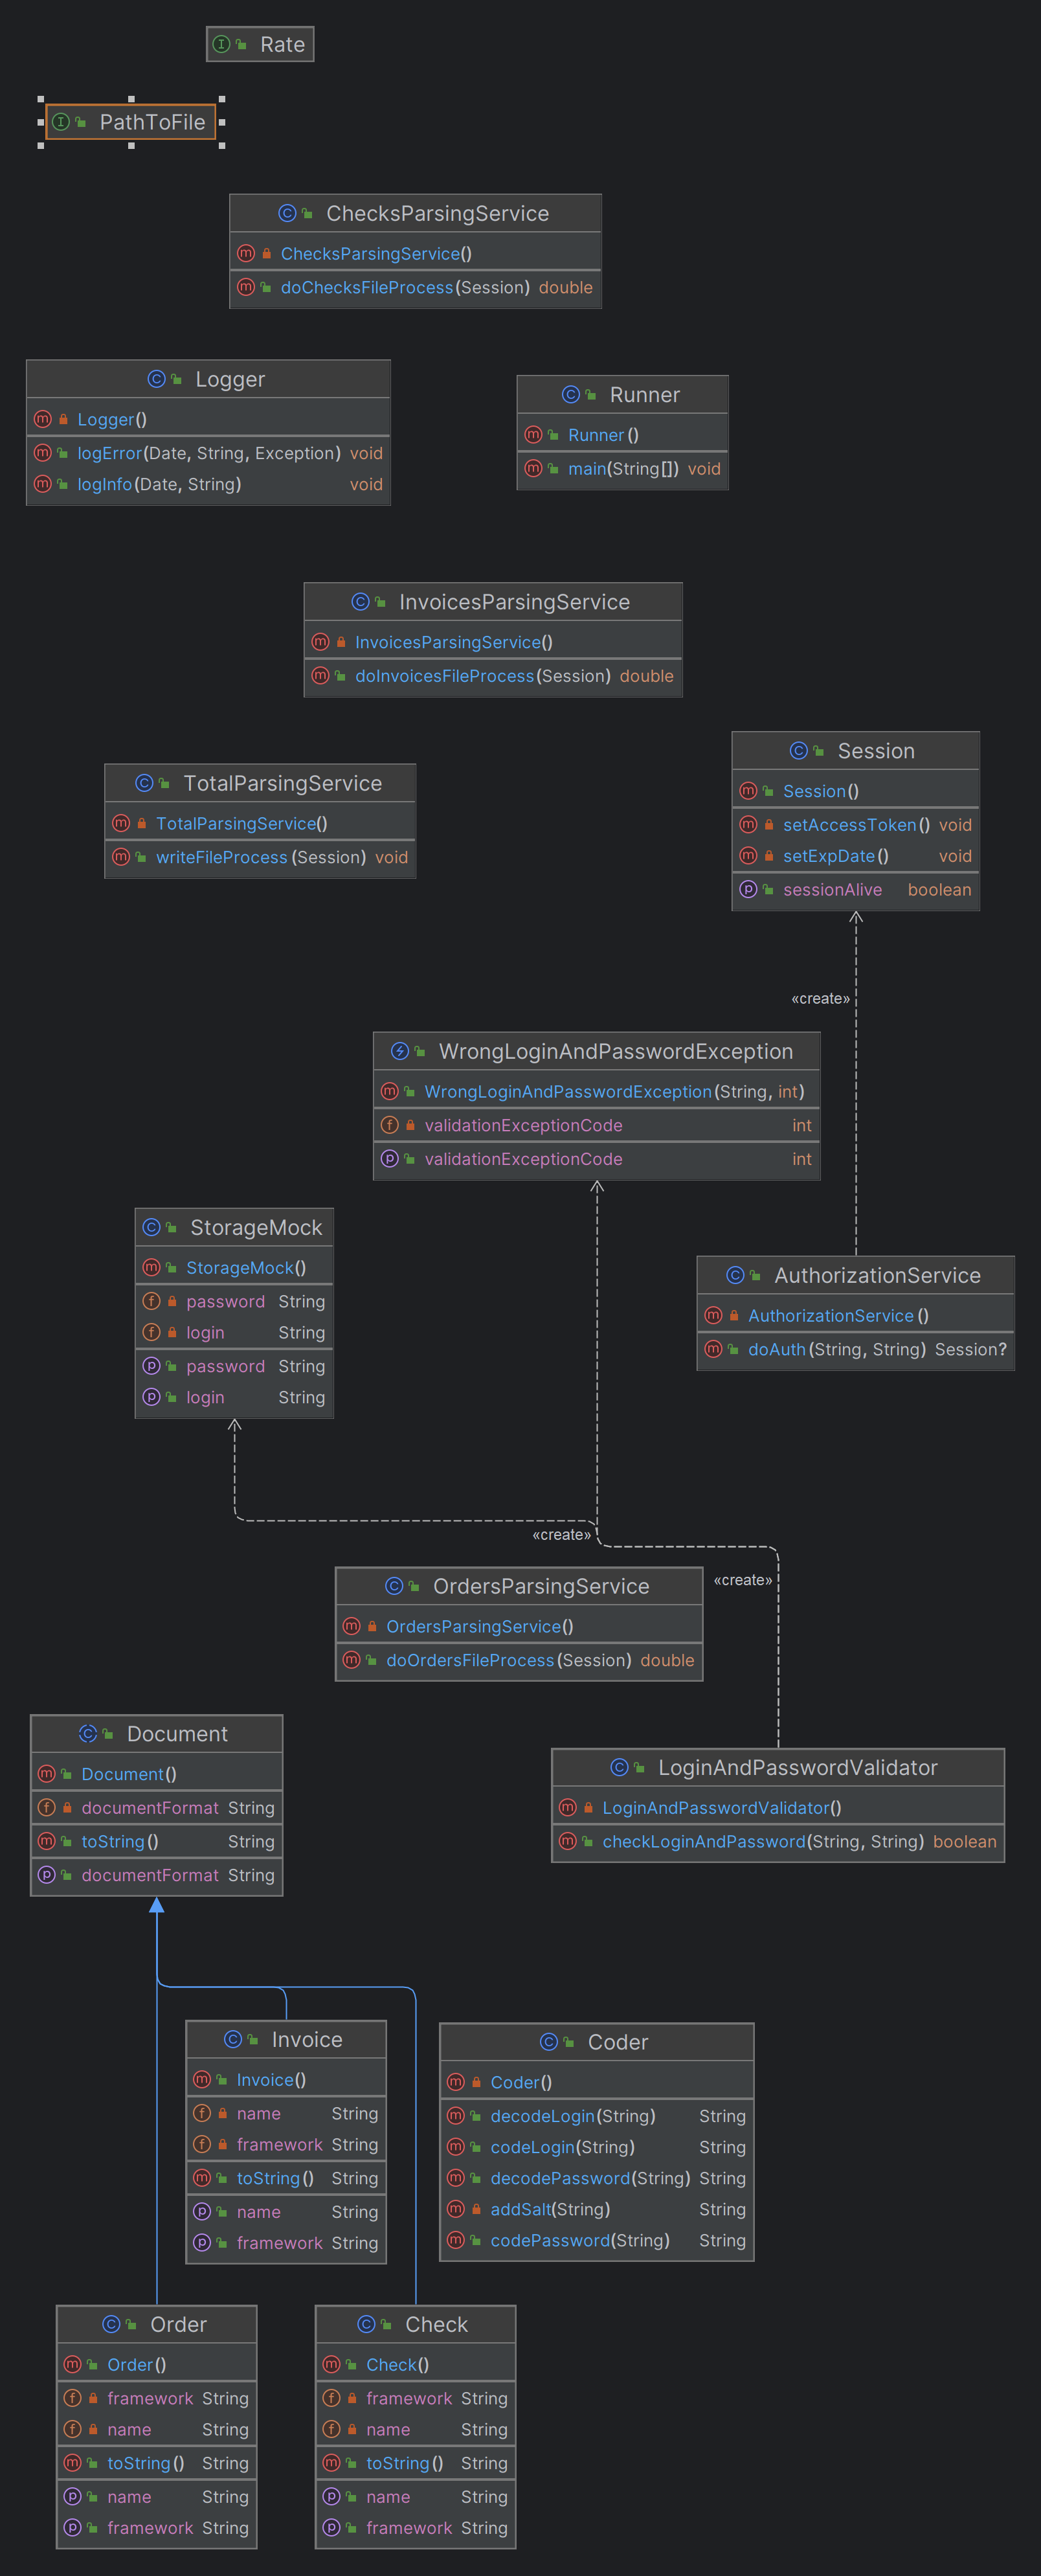 Rate
PathToFile
ChecksParsingService
ChecksParsingService()
doChecksFileProcess(Session) double
Logger
Logger()
logError(Date, String, Exception) void
logInfo(Date, String) void
Runner
Runner()
main(String[]) void
InvoicesParsingService
InvoicesParsingService()
doInvoicesFileProcess(Session) double
Session
Session()
setAccessToken() void
setExpDate() void
sessionAlive boolean
TotalParsingService
TotalParsingService()
writeFileProcess(Session) void
«create»
WrongLoginAndPasswordException
WrongLoginAndPasswordException(String, int)
validationExceptionCode int
validationExceptionCode int
StorageMock
StorageMock()
password String
login String
password String
login String
AuthorizationService
AuthorizationService()
doAuth(String, String) Session?
«create»
«create»
OrdersParsingService
OrdersParsingService()
doOrdersFileProcess(Session) double
Document
Document()
documentFormat String
toString() String
documentFormat String
LoginAndPasswordValidator
LoginAndPasswordValidator()
checkLoginAndPassword(String, String) boolean
Invoice
Invoice()
name String
framework String
toString() String
name String
framework String
Coder
Coder()
decodeLogin(String) String
codeLogin(String) String
decodePassword(String) String
addSalt(String) String
codePassword(String) String
Order
Order()
framework String
name String
toString() String
name String
framework String
Check
Check()
framework String
name String
toString() String
name String
framework String